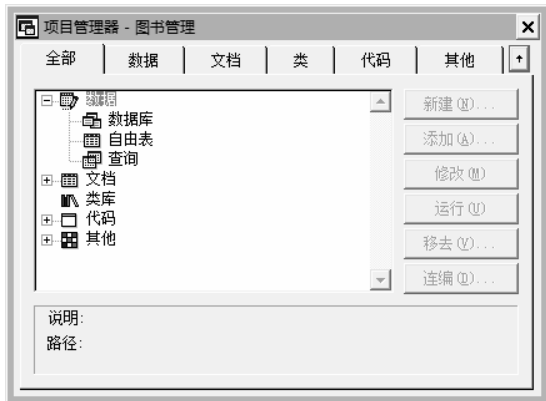 项目管理器 - 图书管理
全部 数据 文档 类 代码 其他
数据
数据库
自由表
查询
文档
类库
代码
其他
新建(N)...
添加(A)...
修改(M)
运行(U)
移去(V)...
连编(D)...
说明:
路径: